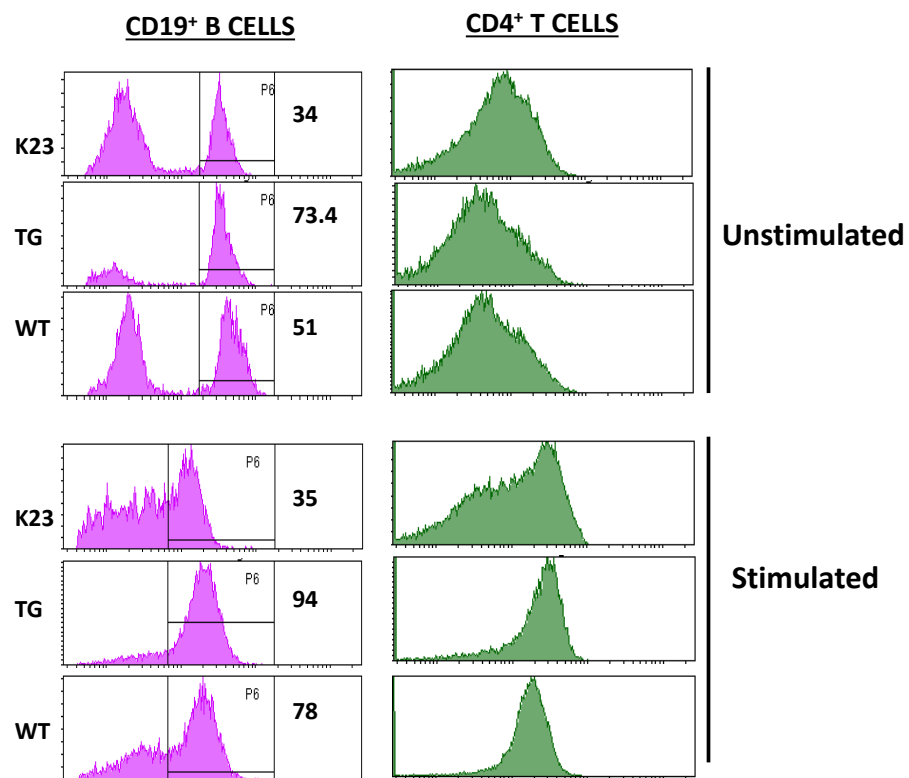 CD19⁺ B CELLS
CD4⁺ T CELLS
K23
P6
34
TG
P6
73.4
WT
P6
51
Unstimulated
K23
P6
35
TG
P6
94
WT
P6
78
Stimulated